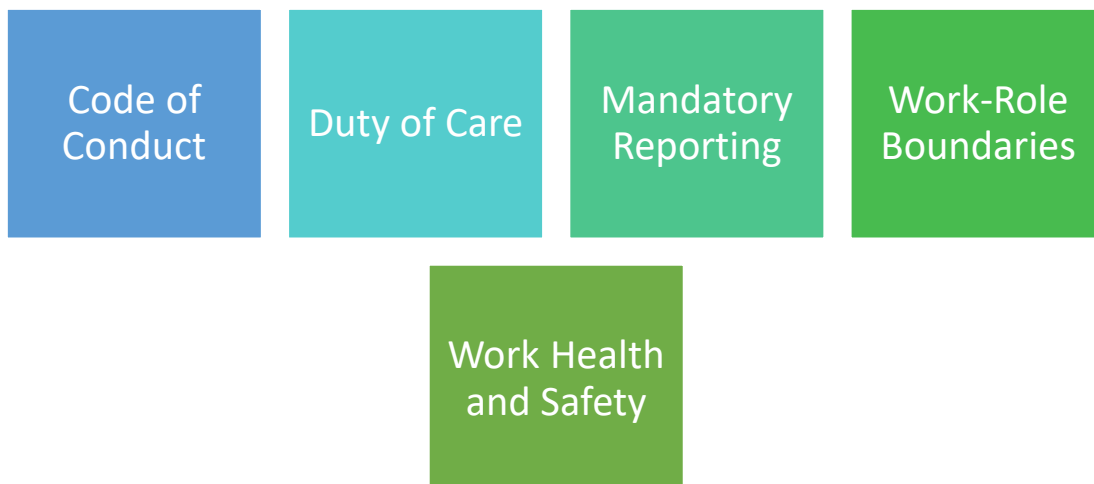 Code of
Conduct
Duty of Care
Mandatory
Reporting
Work-Role
Boundaries
Work Health
and Safety